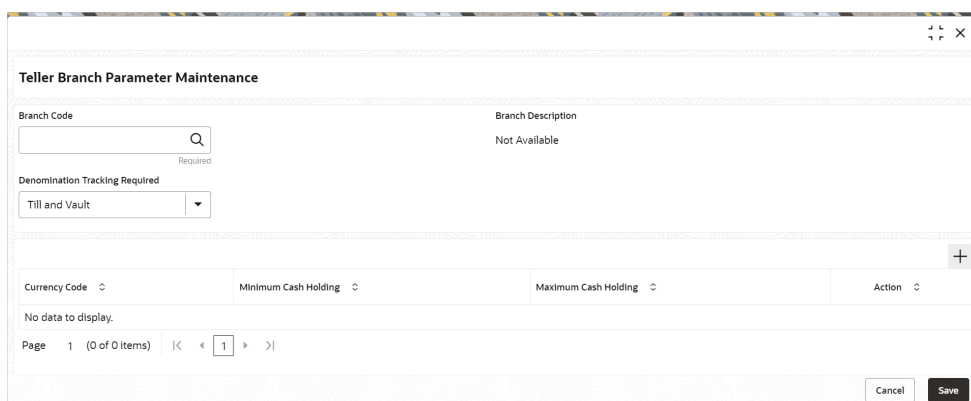 Teller Branch Parameter Maintenance
Branch Code
Branch Description
Not Available
Required
Denomination Tracking Required
Till and Vault
Currency Code
Minimum Cash Holding
Maximum Cash Holding
Action
No data to display.
Page 1 (0 of 0 items) 1
Cancel
Save